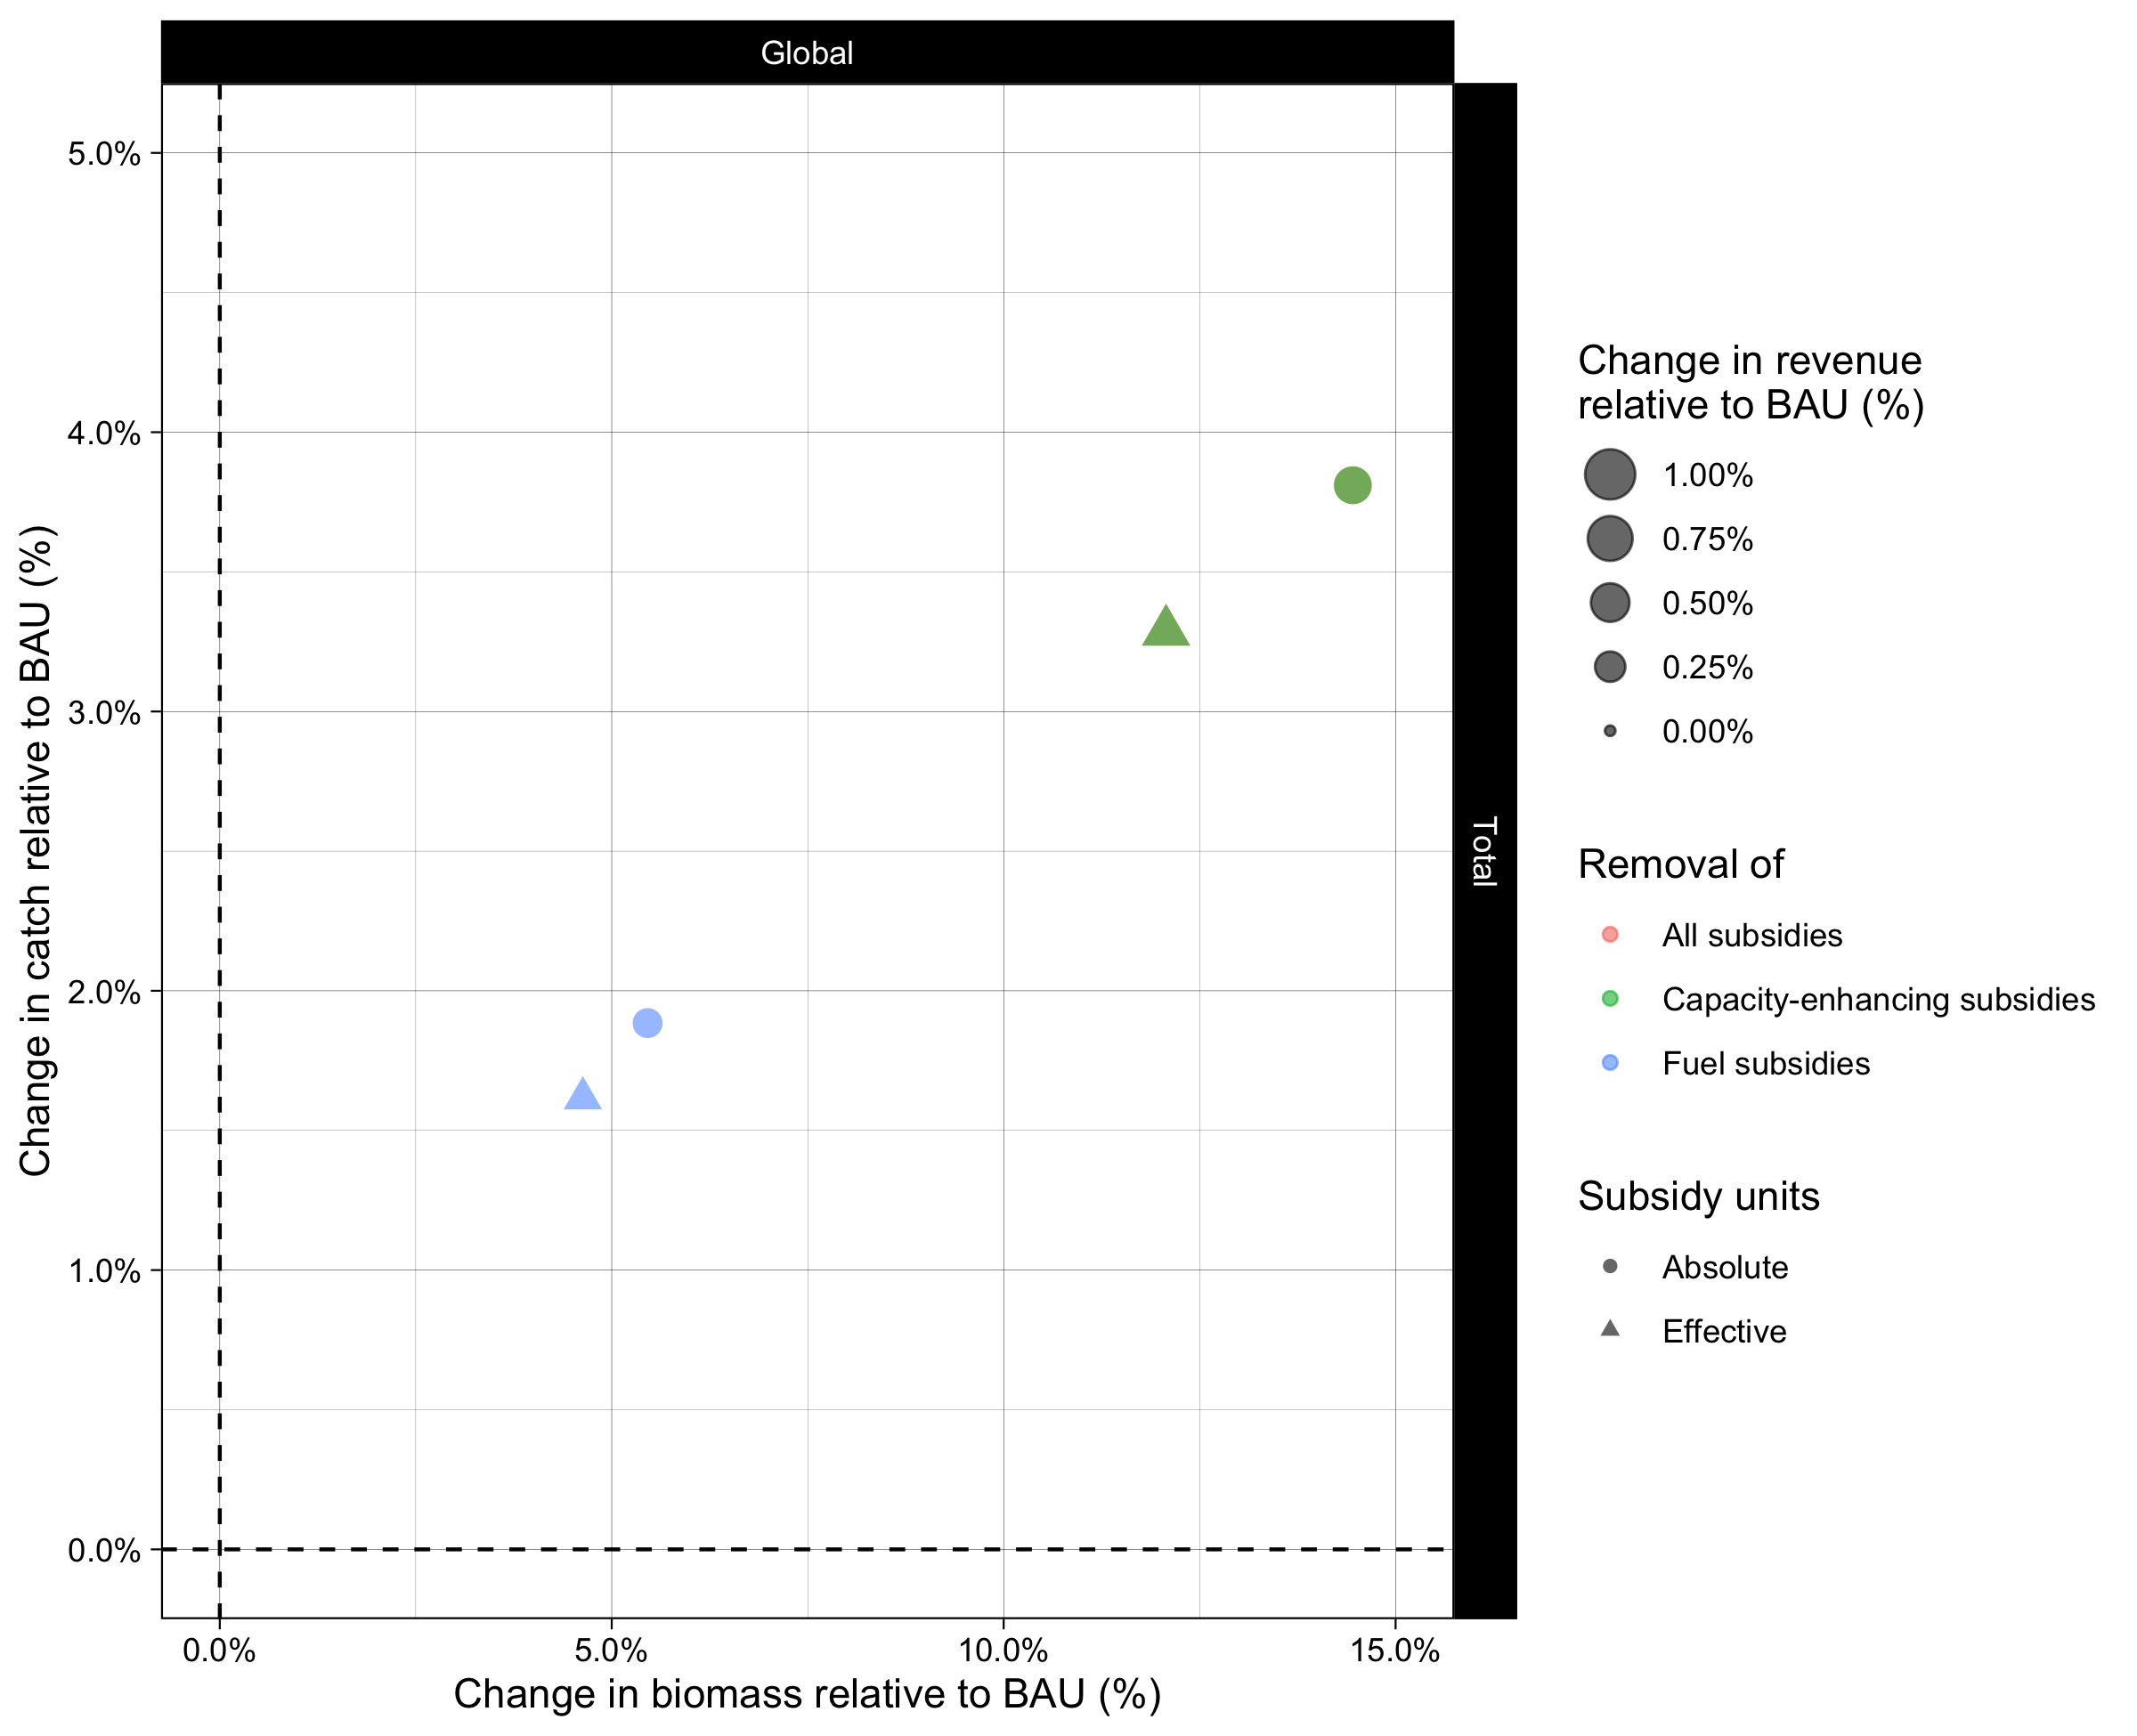 Global
Total
Change in catch relative to BAU (%)
5.0%
4.0%
3.0%
2.0%
1.0%
0.0%
0.0%
5.0%
10.0%
15.0%
Change in biomass relative to BAU (%)
Change in revenue
relative to BAU (%)
1.00%
0.75%
0.50%
0.25%
0.00%
Removal of
All subsidies
Capacity-enhancing subsidies
Fuel subsidies
Subsidy units
Absolute
Effective